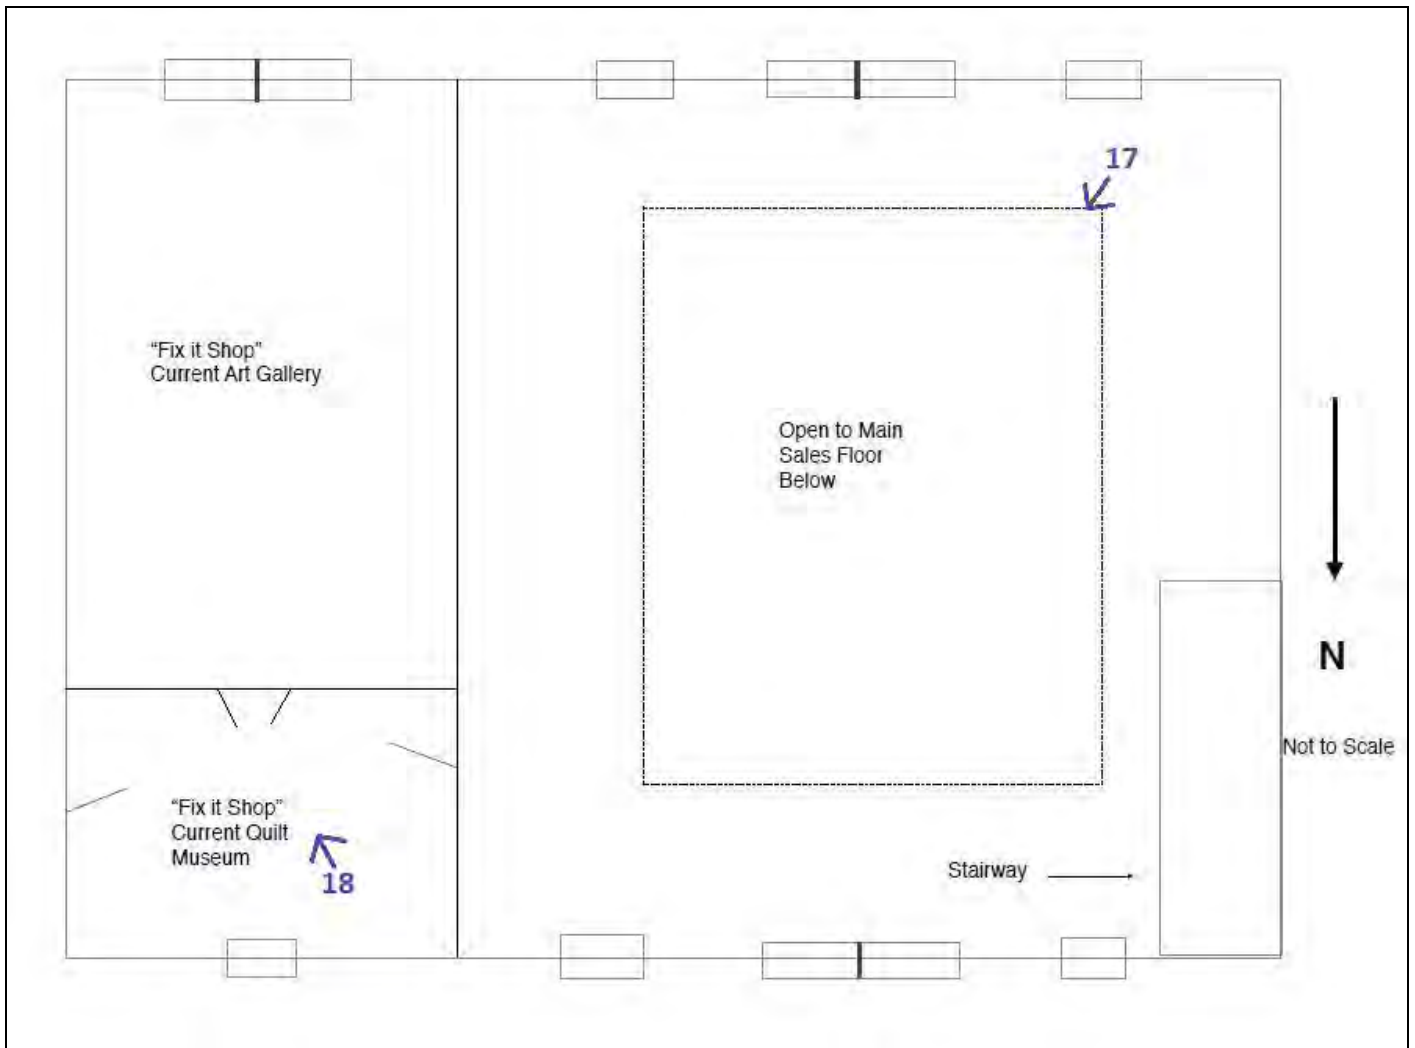 17
“Fix it Shop”
Current Art Gallery
Open to Main
Sales Floor
Below
N
Not to Scale
“Fix it Shop”
Current Quilt
Museum
18
Stairway